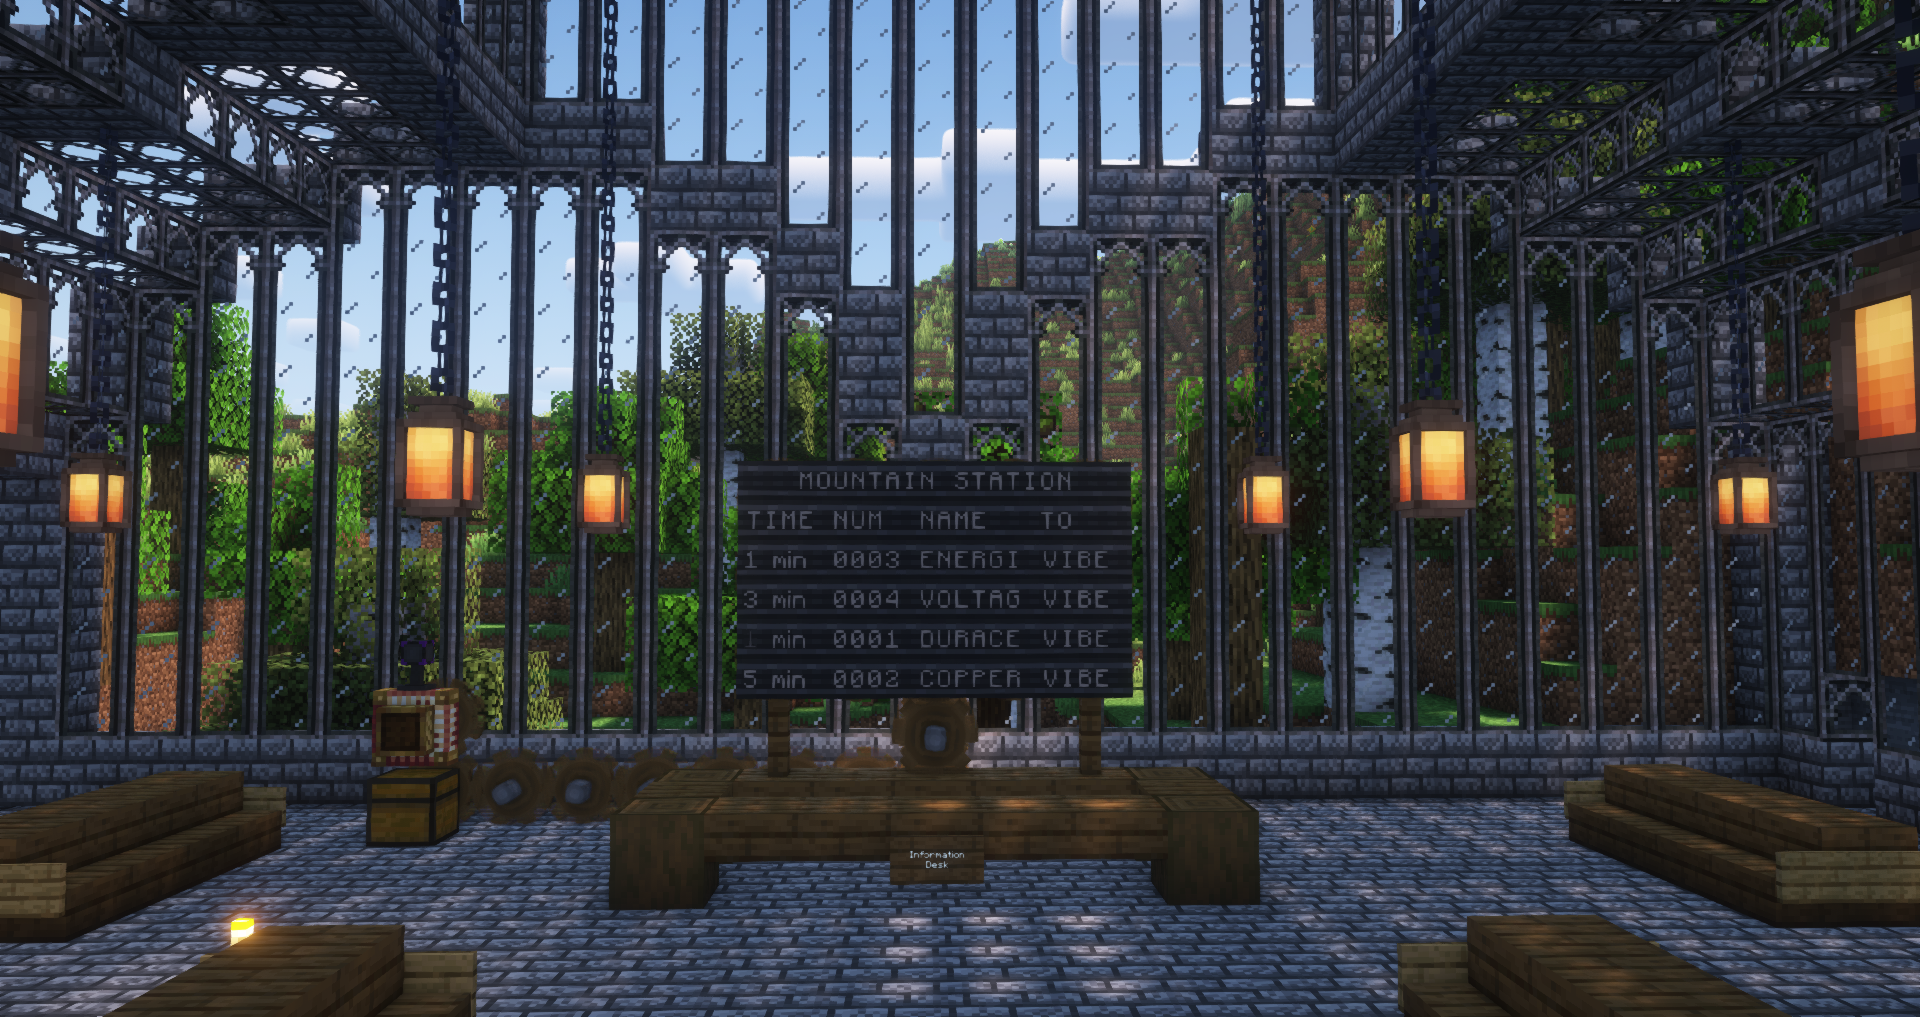 MOUNTAIN STATION
TIME NUM NAME TO
1 min 0003 ENERGI VIBE
3 min 0004 VOLTAG VIBE
min 0001 DURACE VIBE
5 min 0002 COPPER VIBE
Information
Desk